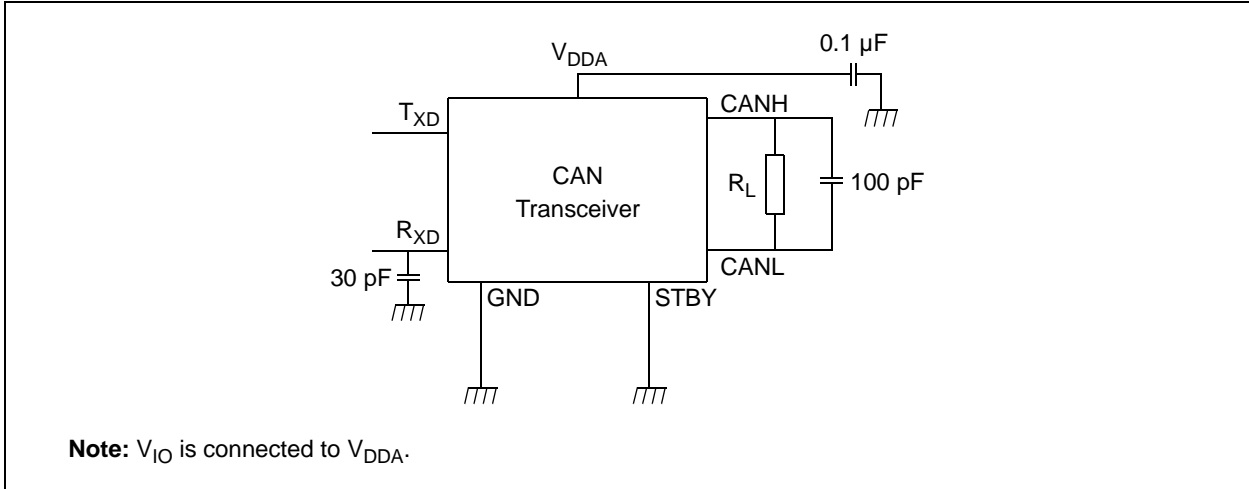 0.1 µF
VDDA
CANH
TXD
CAN
Transceiver
RL
100 pF
RXD
CANL
30 pF
GND
STBY
Note: VIO is connected to VDDA.